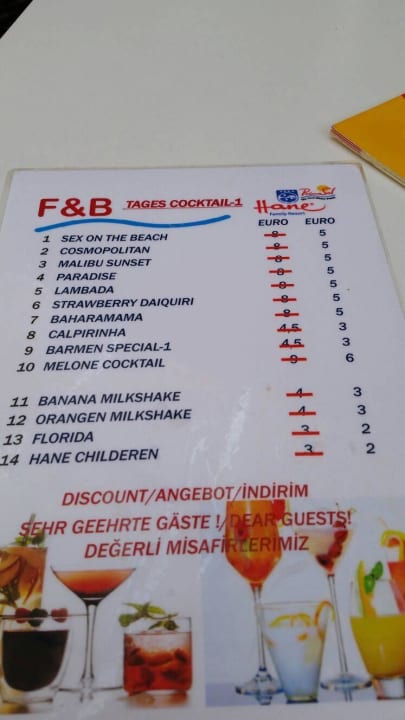 F&B TAGES COCKTAIL-1
Hane
Family Resort
EURO EURO
1 SEX ON THE BEACH 8 5
2 COSMOPOLITAN 8 5
3 MALIBU SUNSET 8 5
4 PARADISE 8 5
5 LAMBADA 8 5
6 STRAWBERRY DAIQUIRI 8 5
7 BAHARAMAMA 8 5
8 CALPIRINHA 4,5 3
9 BARMEN SPECIAL-1 4,5 3
10 MELONE COCKTAIL 9 6
11 BANANA MILKSHAKE 4 3
12 ORANGEN MILKSHAKE 4 3
13 FLORIDA 3 2
14 HANE CHILDEREN 3 2
DISCOUNT/ANGEBOT/İNDİRİM
SEHR GEEHRTE GÄSTE !/DEAR GUESTS!
DEĞERLİ MİSAFİRLERİMİZ